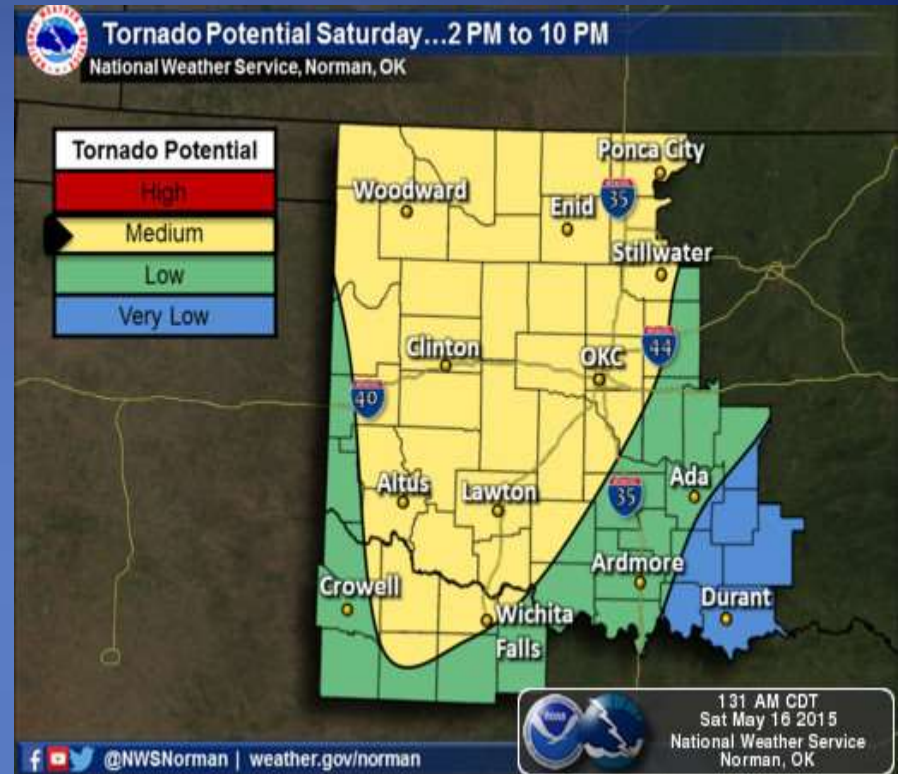 Tornado Potential Saturday...2 PM to 10 PM
National Weather Service, Norman, OK
Tornado Potential
High
Medium
Low
Very Low
Ponca City
Woodward
Enid
35
Stillwater
Clinton
OKC
44
40
Altus
Lawton
35
Ada
Crowell
Ardmore
Wichita
Falls
Durant
131 AM CDT
Sat May 16 2015
National Weather Service
Norman, OK
@NWSNorman | weather.gov/norman